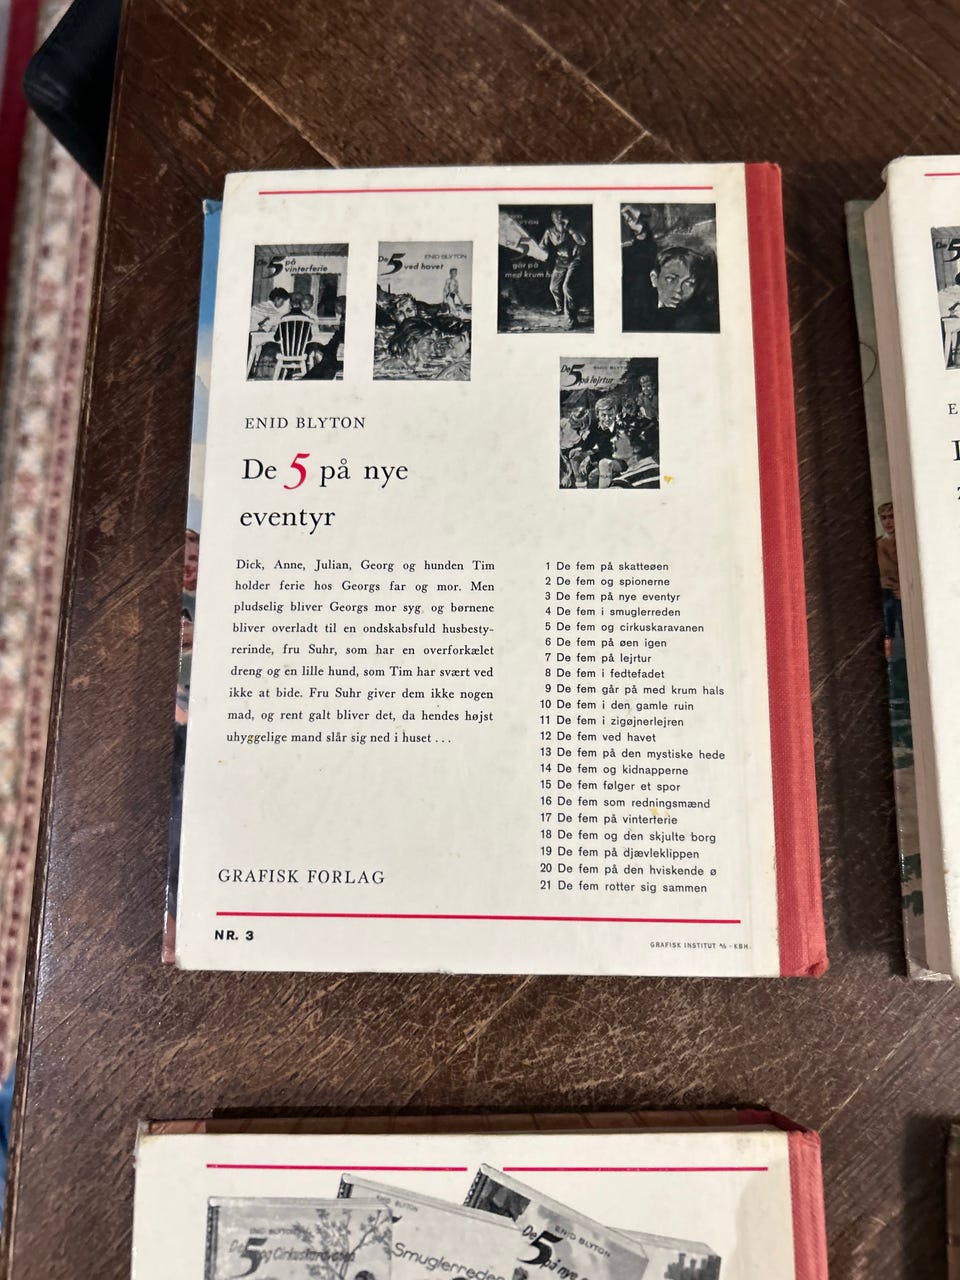 De 5 på
vinterferie
De 5 ved havet
ENID BLYTON
ENID BLYTON
De 5
går på
med krum h
De 5 på lejrtur
ENID BLYTON
De 5 på nye
eventyr
Dick, Anne, Julian, Georg og hunden Tim
holder ferie hos Georgs far og mor. Men
pludselig bliver Georgs mor syg, og børnene
bliver overladt til en ondskabsfuld husbesty-
rerinde, fru Suhr, som har en overforkælet
dreng og en lille hund, som Tim har svært ved
ikke at bide. Fru Suhr giver dem ikke nogen
mad, og rent galt bliver det, da hendes højst
uhyggelige mand slår sig ned i huset . . .
1 De fem på skatteøen
2 De fem og spionerne
3 De fem på nye eventyr
4 De fem i smuglerreden
5 De fem og cirkuskaravanen
6 De fem på øen igen
7 De fem på lejrtur
8 De fem i fedtefadet
9 De fem går på med krum hals
10 De fem i den gamle ruin
11 De fem i zigøjnerlejren
12 De fem ved havet
13 De fem på den mystiske hede
14 De fem og kidnapperne
15 De fem følger et spor
16 De fem som redningsmænd
17 De fem på vinterferie
18 De fem og den skjulte borg
19 De fem på djævleklippen
20 De fem på den hviskende ø
21 De fem rotter sig sammen
GRAFISK FORLAG
NR. 3
GRAFISK INSTITUT A/S - KBH.
ENID BLYTON
5 og Cirkuskaravanen
ENID BLYTON
Smuglerreden
5
ENID BLYTON
De 5 på nye